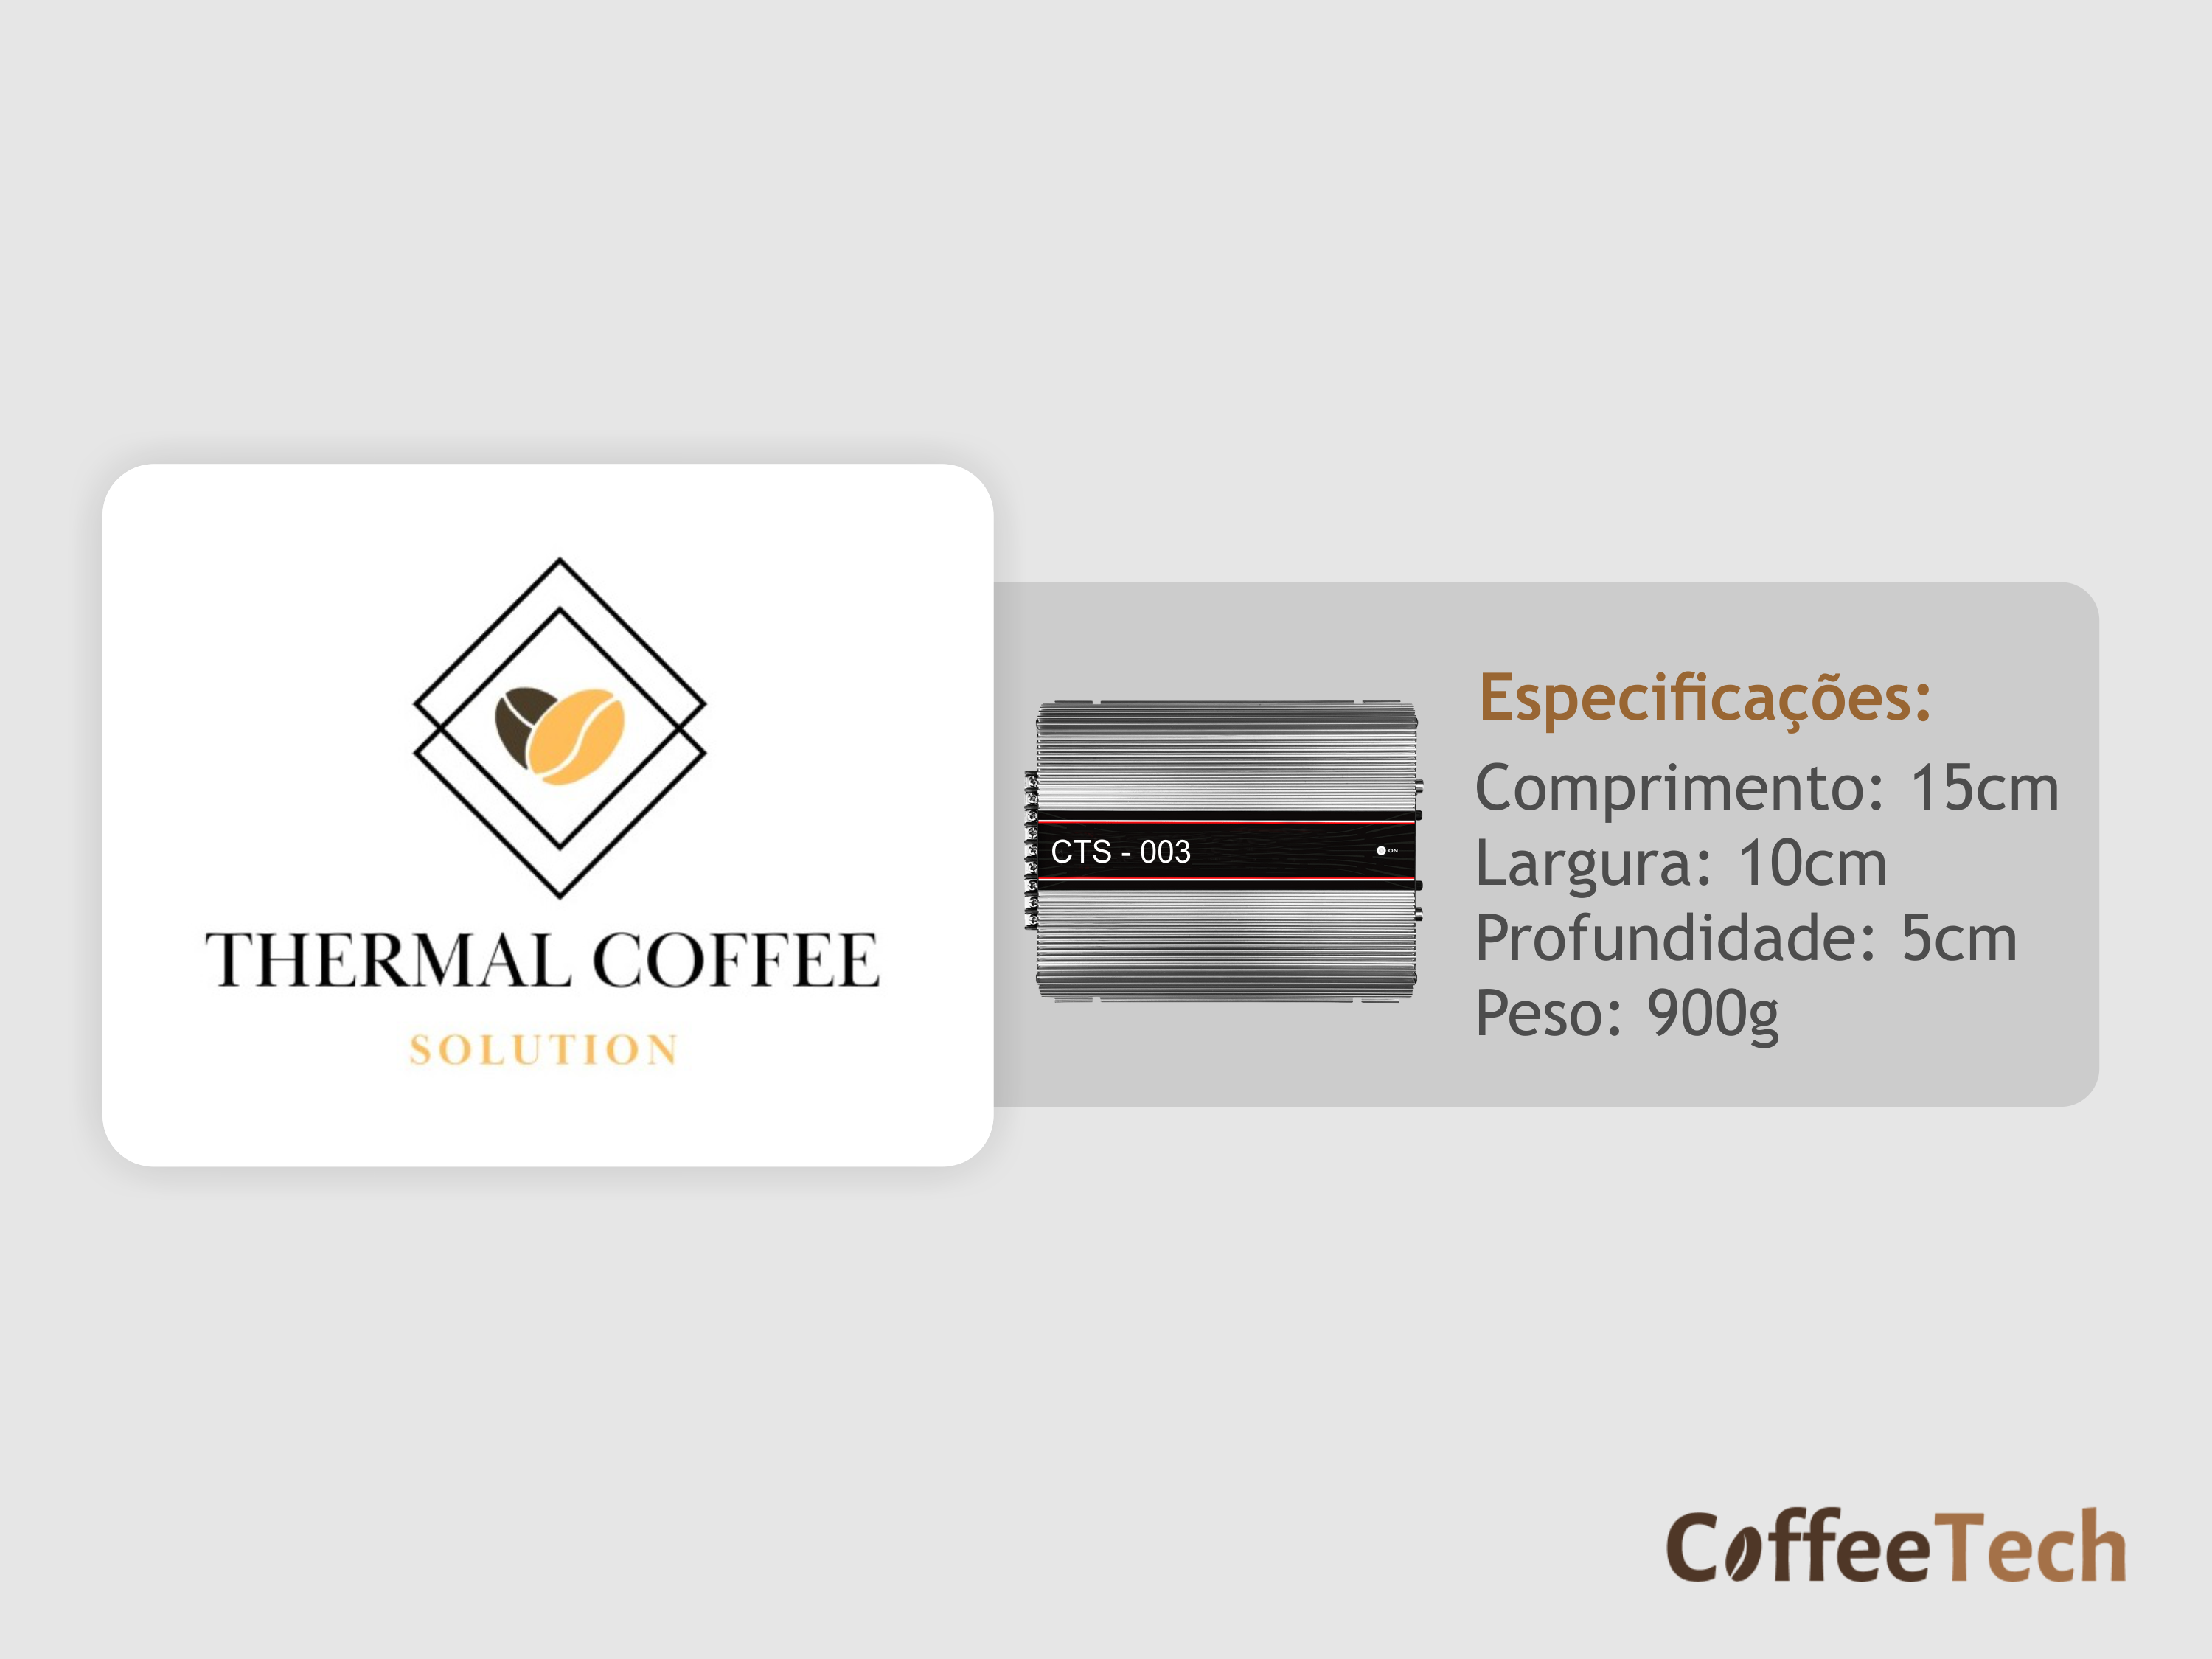 THERMAL COFFEE
SOLUTION
CTS - 003
ON
Especificações:
Comprimento: 15cm
Largura: 10cm
Profundidade: 5cm
Peso: 900g
CoffeeTech